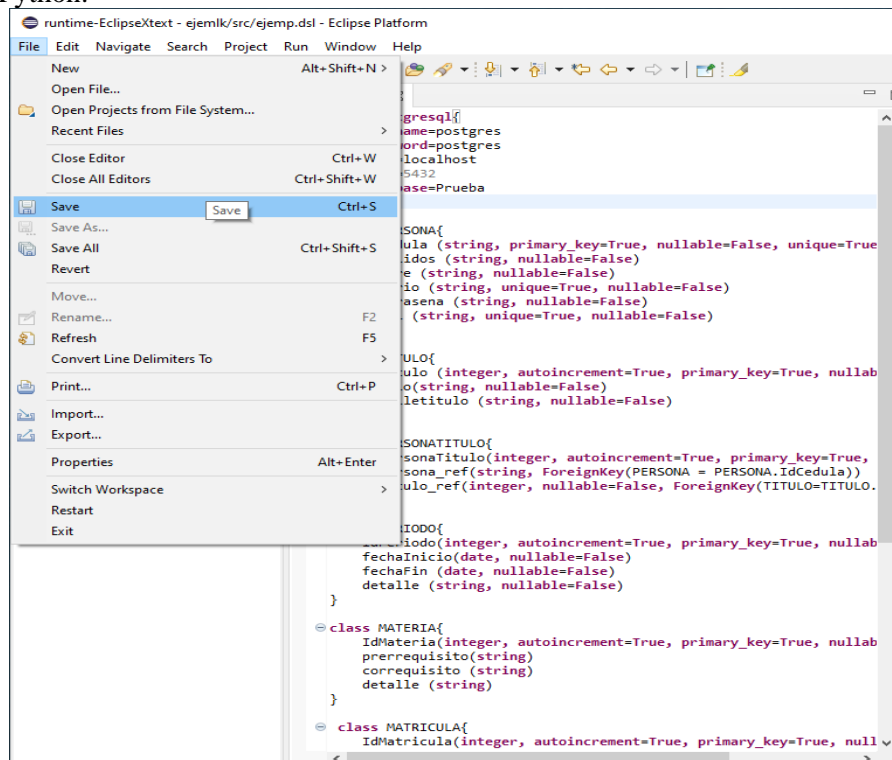 Python.
runtime-EclipseXtext - ejemlk/src/ejemp.dsl - Eclipse Platform
File Edit Navigate Search Project Run Window Help
New Alt+Shift+N >
Open File...
Open Projects from File System...
Recent Files >
Close Editor Ctrl+W
Close All Editors Ctrl+Shift+W
Save Save Ctrl+S
Save As...
Save All Ctrl+Shift+S
Revert
Move...
Rename... F2
Refresh F5
Convert Line Delimiters To >
Print... Ctrl+P
Import...
Export...
Properties Alt+Enter
Switch Workspace >
Restart
Exit
gresql{
name=postgres
word=postgres
localhost
5432
ase=Prueba
SONA{
ula (string, primary_key=True, nullable=False, unique=True
idos (string, nullable=False)
e (string, nullable=False)
io (string, unique=True, nullable=False)
asena (string, nullable=False)
(string, unique=True, nullable=False)
ULO{
ulo (integer, autoincrement=True, primary_key=True, nullab
o(string, nullable=False)
letitulo (string, nullable=False)
SONATITULO{
sonaTitulo(integer, autoincrement=True, primary_key=True,
sona_ref(string, ForeignKey(PERSONA = PERSONA.IdCedula))
ulo_ref(integer, nullable=False, ForeignKey(TITULO=TITULO.
IODO{
iodo(integer, autoincrement=True, primary_key=True, nullab
fechaInicio(date, nullable=False)
fechaFin (date, nullable=False)
detalle (string, nullable=False)
}
class MATERIA{
IdMateria(integer, autoincrement=True, primary_key=True, nullab
prerrequisito(string)
correquisito (string)
detalle (string)
}
class MATRICULA{
IdMatricula(integer, autoincrement=True, primary_key=True, null